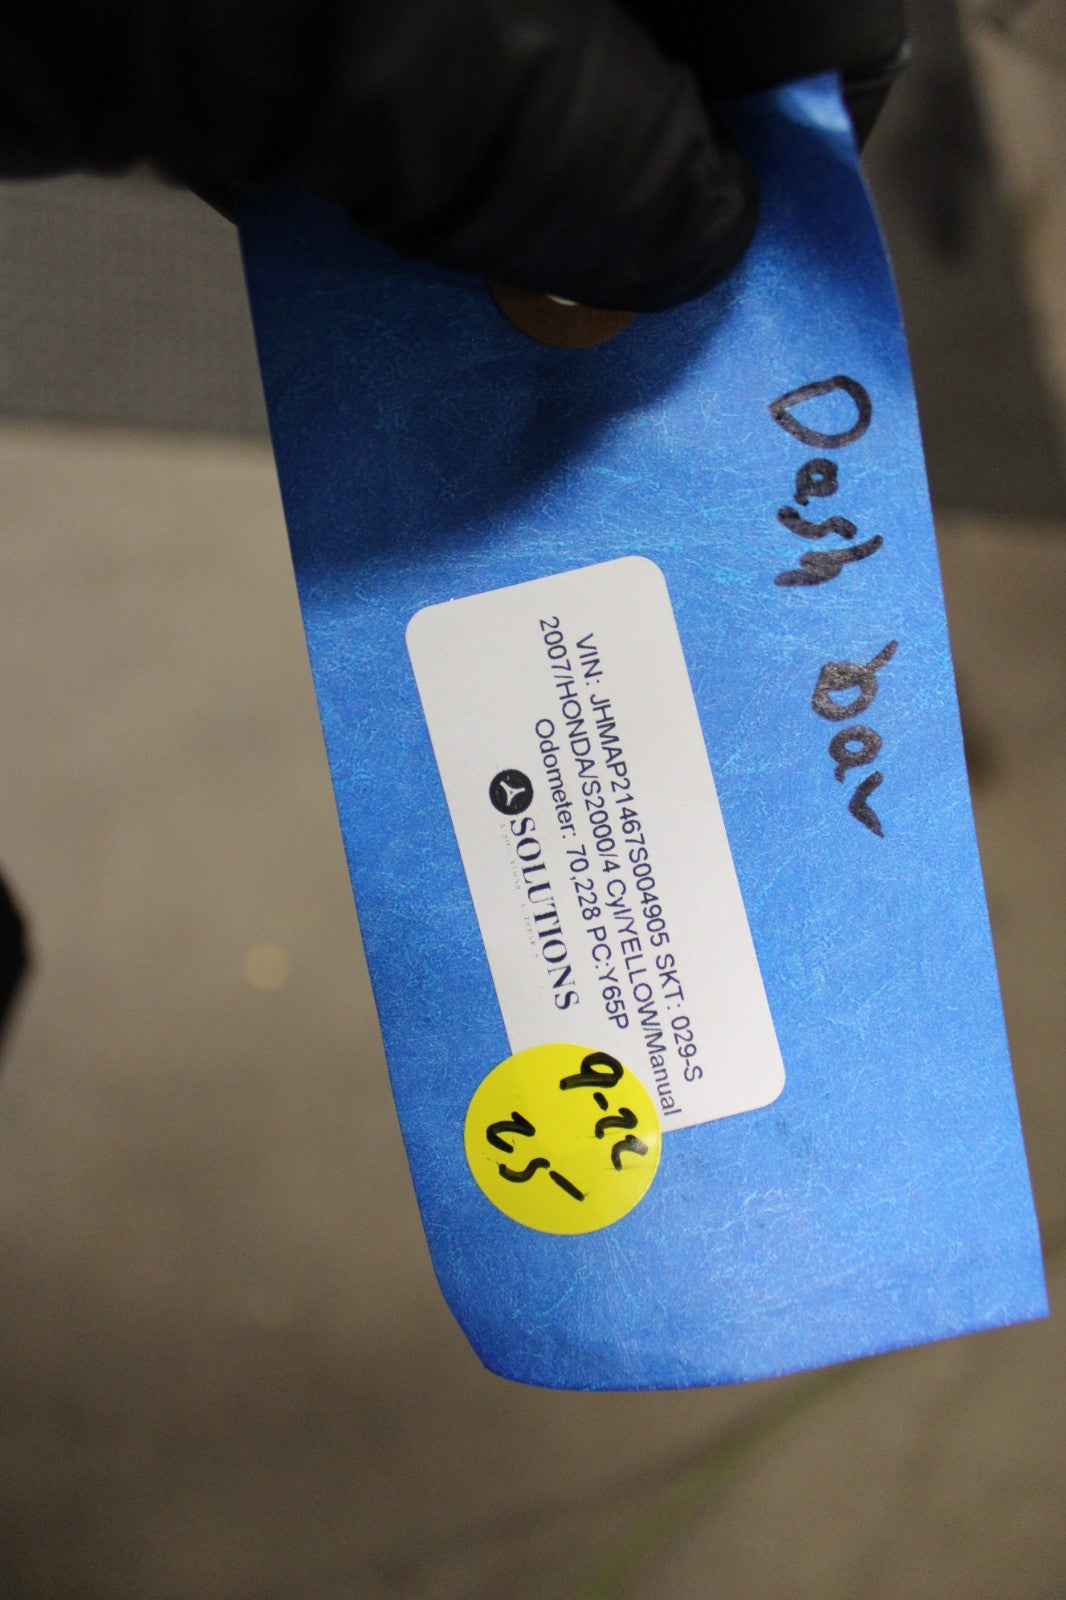 Dash bar
VIN: JHMAP21467S004905 SKT: 029-S
2007/HONDA/S2000/4 Cyl/YELLOW/Manual
Odometer: 70,228 PC:Y65P
SOLUTIONS
9-22
25